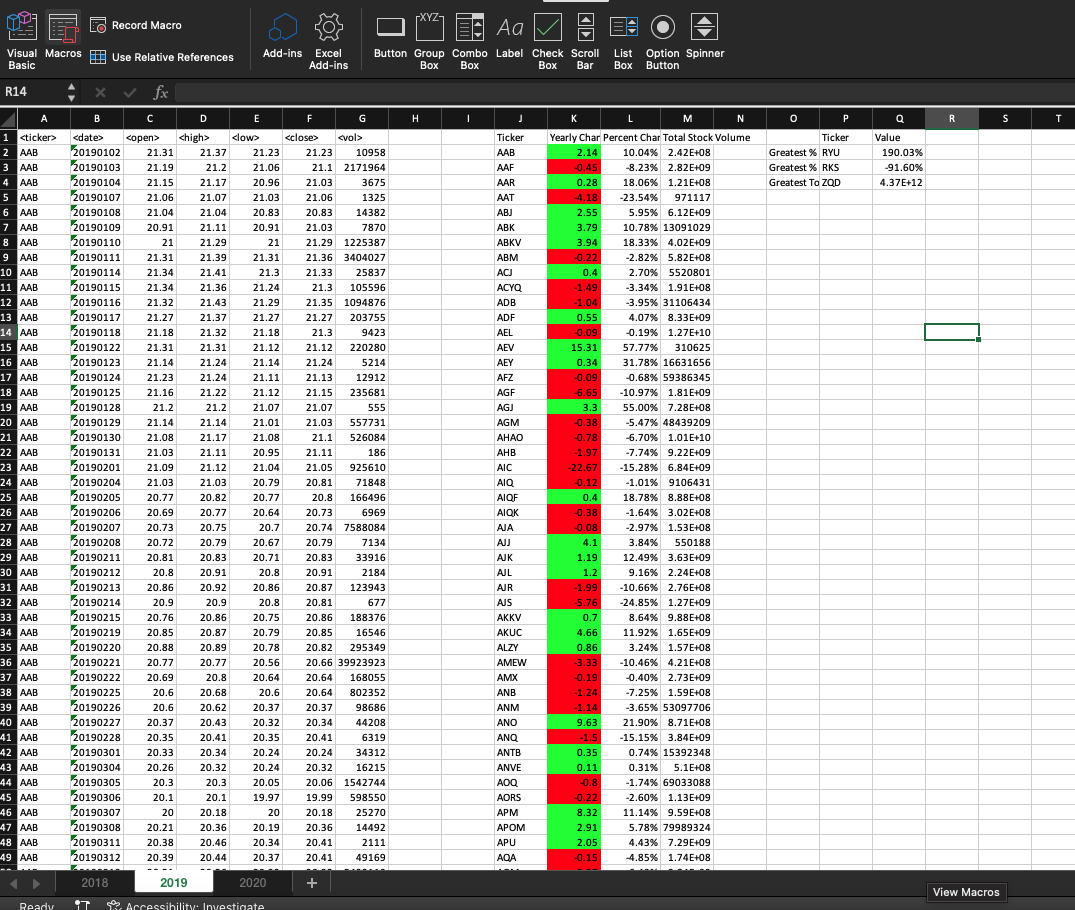 Visual Basic
Macros
Record Macro
Use Relative References
Add-ins
Excel Add-ins
Button
XYZ
Group Box
Combo Box
Aa
Label
Check Box
Scroll Bar
List Box
Option Button
Spinner
R14
fx
A B C D E F G H I J K L M N O P Q R S T
1 <ticker> <date> <open> <high> <low> <close> <vol> Ticker Yearly Char Percent Char Total Stock Volume Ticker Value
2 AAB 20190102 21.31 21.37 21.23 21.23 10958 AAB 2.14 10.04% 2.42E+08 Greatest % RYU 190.03%
3 AAB 20190103 21.19 21.2 21.06 21.1 2171964 AAF -0.45 -8.23% 2.82E+09 Greatest % RKS -91.60%
4 AAB 20190104 21.15 21.17 20.96 21.03 3675 AAR 0.28 18.06% 1.21E+08 Greatest To ZQD 4.37E+12
5 AAB 20190107 21.06 21.07 21.03 21.06 1325 AAT -4.18 -23.54% 971117
6 AAB 20190108 21.04 21.04 20.83 20.83 14382 ABJ 2.55 5.95% 6.12E+09
7 AAB 20190109 20.91 21.11 20.91 21.03 7870 ABK 3.79 10.78% 13091029
8 AAB 20190110 21 21.29 21 21.29 1225387 ABKV 3.94 18.33% 4.02E+09
9 AAB 20190111 21.31 21.39 21.31 21.36 3404027 ABM -0.22 -2.82% 5.82E+08
10 AAB 20190114 21.34 21.41 21.3 21.33 25837 ACJ 0.4 2.70% 5520801
11 AAB 20190115 21.34 21.36 21.24 21.3 105596 ACYQ -1.49 -3.34% 1.91E+08
12 AAB 20190116 21.32 21.43 21.29 21.35 1094876 ADB -1.04 -3.95% 31106434
13 AAB 20190117 21.27 21.37 21.27 21.27 203755 ADF 0.55 4.07% 8.33E+09
14 AAB 20190118 21.18 21.32 21.18 21.3 9423 AEL -0.09 -0.19% 1.27E+10
15 AAB 20190122 21.31 21.31 21.12 21.12 220280 AEV 15.31 57.77% 310625
16 AAB 20190123 21.14 21.24 21.14 21.24 5214 AEY 0.34 31.78% 16631656
17 AAB 20190124 21.23 21.24 21.11 21.13 12912 AFZ -0.09 -0.68% 59386345
18 AAB 20190125 21.16 21.22 21.12 21.15 235681 AGF -6.65 -10.97% 1.81E+09
19 AAB 20190128 21.2 21.2 21.07 21.07 555 AGJ 3.3 55.00% 7.28E+08
20 AAB 20190129 21.14 21.14 21.01 21.03 557731 AGM -0.38 -5.47% 48439209
21 AAB 20190130 21.08 21.17 21.08 21.1 526084 AHAO -0.78 -6.70% 1.01E+10
22 AAB 20190131 21.03 21.11 20.95 21.11 186 AHB -1.97 -7.74% 9.22E+09
23 AAB 20190201 21.09 21.12 21.04 21.05 925610 AIC -22.67 -15.28% 6.84E+09
24 AAB 20190204 21.03 21.03 20.79 20.81 71848 AIQ -0.12 -1.01% 9106431
25 AAB 20190205 20.77 20.82 20.77 20.8 166496 AIQF 0.4 18.78% 8.88E+08
26 AAB 20190206 20.69 20.77 20.64 20.73 6969 AIQK -0.38 -1.64% 3.02E+08
27 AAB 20190207 20.73 20.75 20.7 20.74 7588084 AJA -0.08 -2.97% 1.53E+08
28 AAB 20190208 20.72 20.79 20.67 20.79 7134 AJJ 4.1 3.84% 550188
29 AAB 20190211 20.81 20.83 20.71 20.83 33916 AJK 1.19 12.49% 3.63E+09
30 AAB 20190212 20.8 20.91 20.8 20.91 2184 AJL 1.2 9.16% 2.24E+08
31 AAB 20190213 20.86 20.92 20.86 20.87 123943 AJR -1.99 -10.66% 2.76E+08
32 AAB 20190214 20.9 20.9 20.8 20.81 677 AJS -5.76 -24.85% 1.27E+09
33 AAB 20190215 20.76 20.86 20.75 20.86 188376 AKKV 0.7 8.64% 9.88E+08
34 AAB 20190219 20.85 20.87 20.79 20.85 16546 AKUC 4.66 11.92% 1.65E+09
35 AAB 20190220 20.88 20.89 20.78 20.82 295349 ALZY 0.86 3.24% 1.57E+08
36 AAB 20190221 20.77 20.77 20.56 20.66 39923923 AMEW -3.33 -10.46% 4.21E+08
37 AAB 20190222 20.69 20.8 20.64 20.64 168055 AMX -0.19 -0.40% 2.73E+09
38 AAB 20190225 20.6 20.68 20.6 20.64 802352 ANB -1.24 -7.25% 1.59E+08
39 AAB 20190226 20.6 20.62 20.37 20.37 98686 ANM -1.14 -3.65% 53097706
40 AAB 20190227 20.37 20.43 20.32 20.34 44208 ANO 9.63 21.90% 8.71E+08
41 AAB 20190228 20.35 20.41 20.35 20.41 6319 ANQ -1.5 -15.15% 3.84E+09
42 AAB 20190301 20.33 20.34 20.24 20.24 34312 ANTB 0.35 0.74% 15392348
43 AAB 20190304 20.26 20.32 20.24 20.32 16215 ANVE 0.11 0.31% 5.1E+08
44 AAB 20190305 20.3 20.3 20.05 20.06 1542744 AOQ -0.8 -1.74% 69033088
45 AAB 20190306 20.1 20.1 19.97 19.99 598550 AORS -0.22 -2.60% 1.13E+09
46 AAB 20190307 20 20.18 20 20.18 25270 APM 8.32 11.14% 9.59E+08
47 AAB 20190308 20.21 20.36 20.19 20.36 14492 APOM 2.91 5.78% 79989324
48 AAB 20190311 20.38 20.46 20.34 20.41 2111 APU 2.05 4.43% 7.29E+09
49 AAB 20190312 20.39 20.44 20.37 20.41 49169 AQA -0.15 -4.85% 1.74E+08
2018 2019 2020 +
View Macros
Ready Accessibility: Investigate